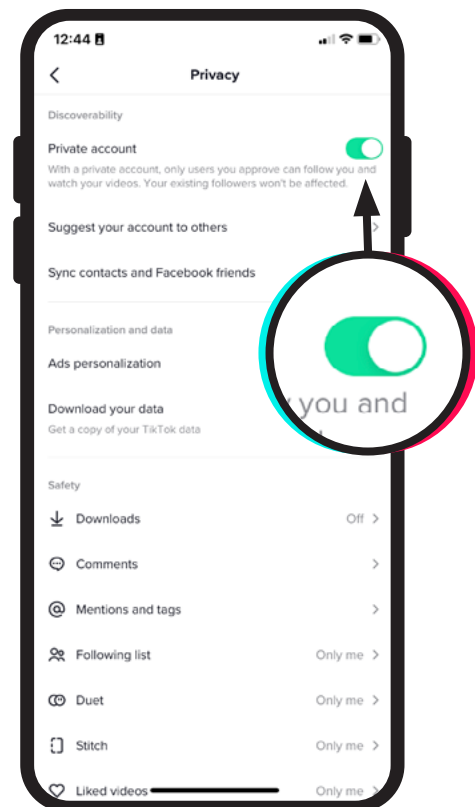 12:44
Privacy
Discoverability
Private account
With a private account, only users you approve can follow you and
watch your videos. Your existing followers won't be affected.
Suggest your account to others
Sync contacts and Facebook friends
Personalization and data
Ads personalization
you and
Download your data
Get a copy of your TikTok data
Safety
Downloads Off
Comments
Mentions and tags
Following list Only me
Duet Only me
Stitch Only me
Liked videos Only me